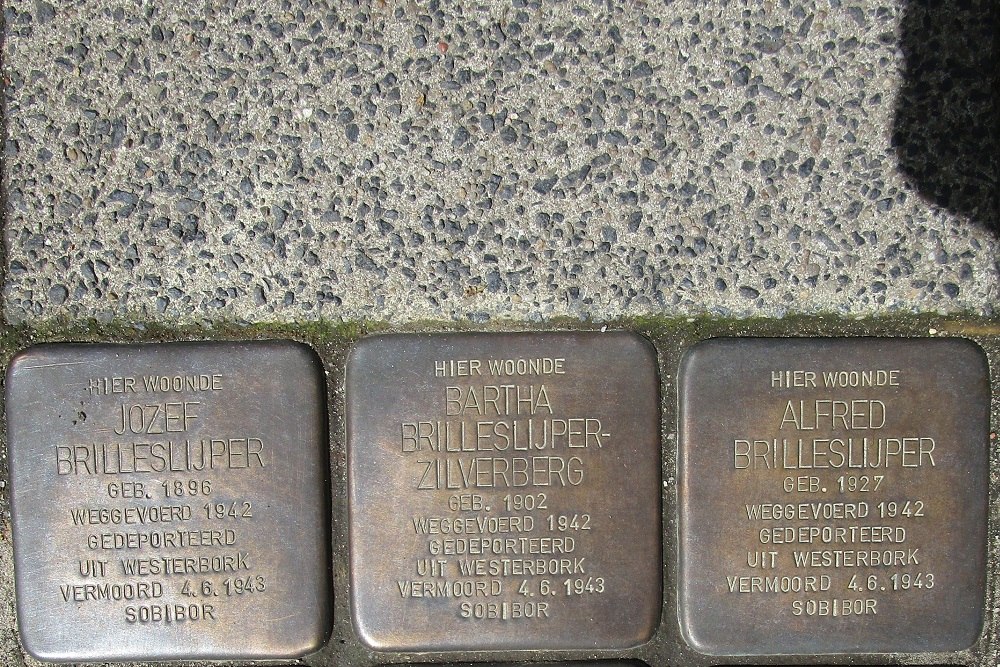 HIER WOONDE
JOZEF
BRILLESLIJPER
GEB. 1896
WEGGEVOERD 1942
GEDEPORTEERD
UIT WESTERBORK
VERMOORD 4.6.1943
SOBIBOR
HIER WOONDE
BARTHA
BRILLESLIJPER-
ZILVERBERG
GEB. 1902
WEGGEVOERD 1942
GEDEPORTEERD
UIT WESTERBORK
VERMOORD 4.6.1943
SOBIBOR
HIER WOONDE
ALFRED
BRILLESLIJPER
GEB. 1927
WEGGEVOERD 1942
GEDEPORTEERD
UIT WESTERBORK
VERMOORD 4.6.1943
SOBIBOR